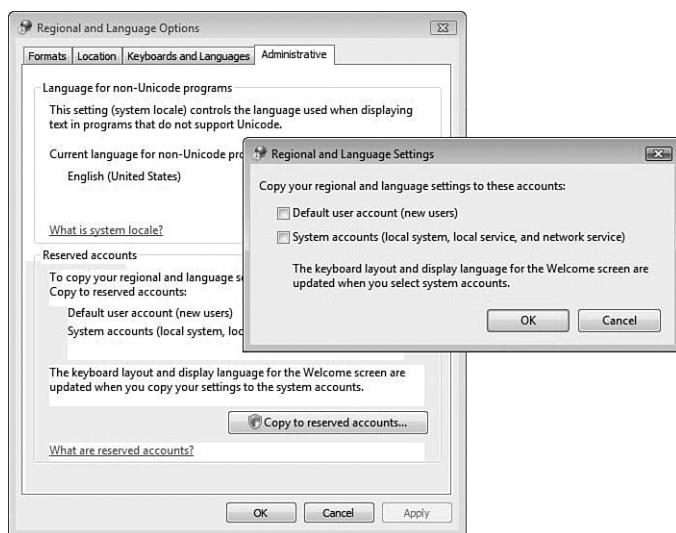 Regional and Language Options
Formats Location Keyboards and Languages Administrative
Language for non-Unicode programs
This setting (system locale) controls the language used when displaying
text in programs that do not support Unicode.
Current language for non-Unicode pro
English (United States)
What is system locale?
Reserved accounts
To copy your regional and language se
Copy to reserved accounts:
Default user account (new users)
System accounts (local system, loc
The keyboard layout and display language for the Welcome screen are
updated when you copy your settings to the system accounts.
Copy to reserved accounts...
What are reserved accounts?
OK Cancel Apply
Regional and Language Settings
Copy your regional and language settings to these accounts:
Default user account (new users)
System accounts (local system, local service, and network service)
The keyboard layout and display language for the Welcome screen are
updated when you select system accounts.
OK Cancel